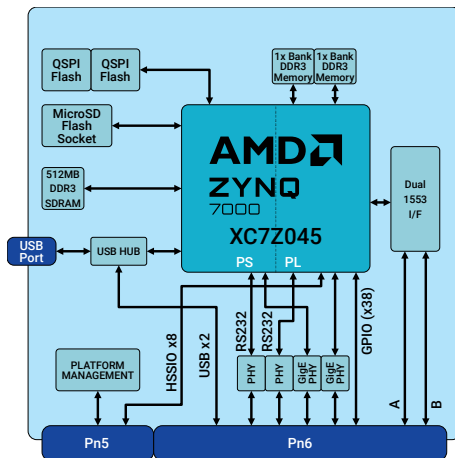 QSPI
Flash
QSPI
Flash
1x Bank
DDR3
Memory
1x Bank
DDR3
Memory
MicroSD
Flash
Socket
AMD
ZYNQ
7000
XC7Z045
PS
PL
512MB
DDR3
SDRAM
Dual
1553
I/F
USB
Port
USB HUB
HSSIO x8
USB x2
RS232
RS232
GPIO (x38)
PLATFORM
MANAGEMENT
PHY
PHY
GigE
PHY
GigE
PHY
A
B
Pn5
Pn6